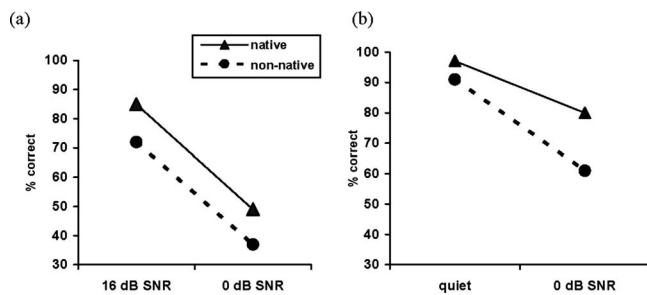 (a)
native
non-native
% correct
100
90
80
70
60
50
40
30
16 dB SNR
0 dB SNR
(b)
% correct
100
90
80
70
60
50
40
30
quiet
0 dB SNR